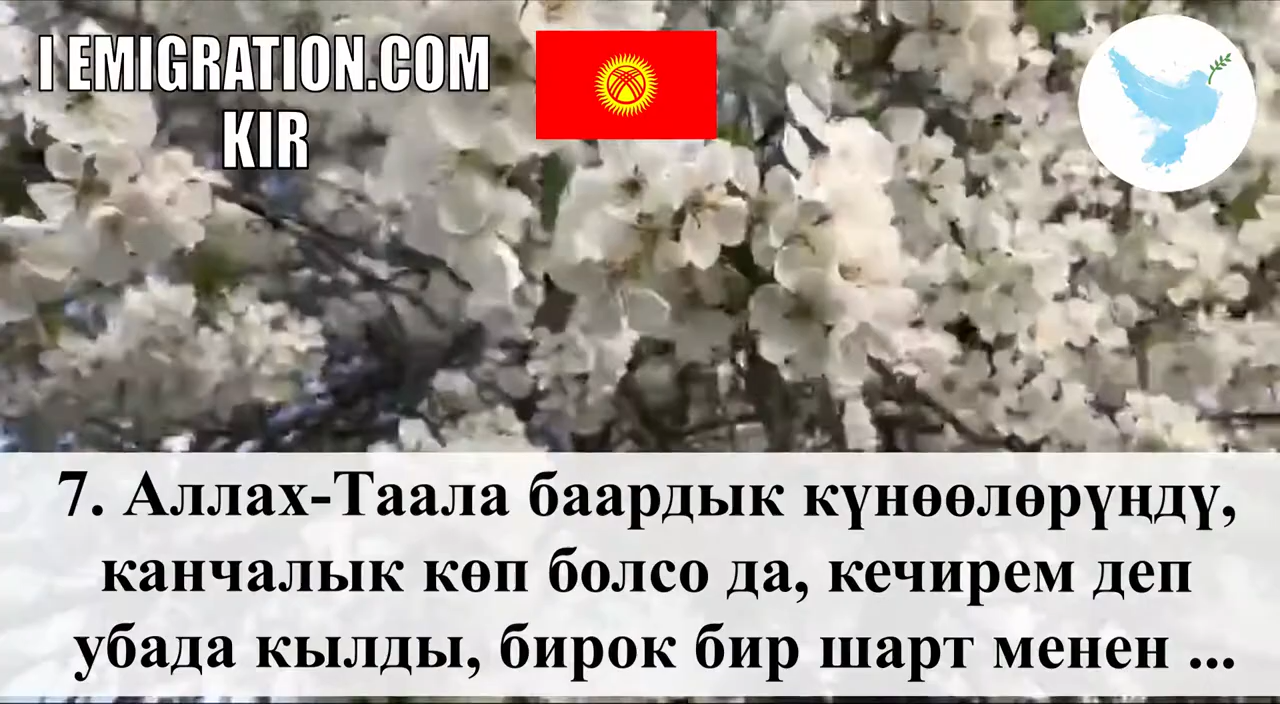 I EMIGRATION.COM
KIR
7. Аллах-Таала баардык күнөөлөрүңдү,
канчалык көп болсо да, кечирем деп
убада кылды, бирок бир шарт менен ...